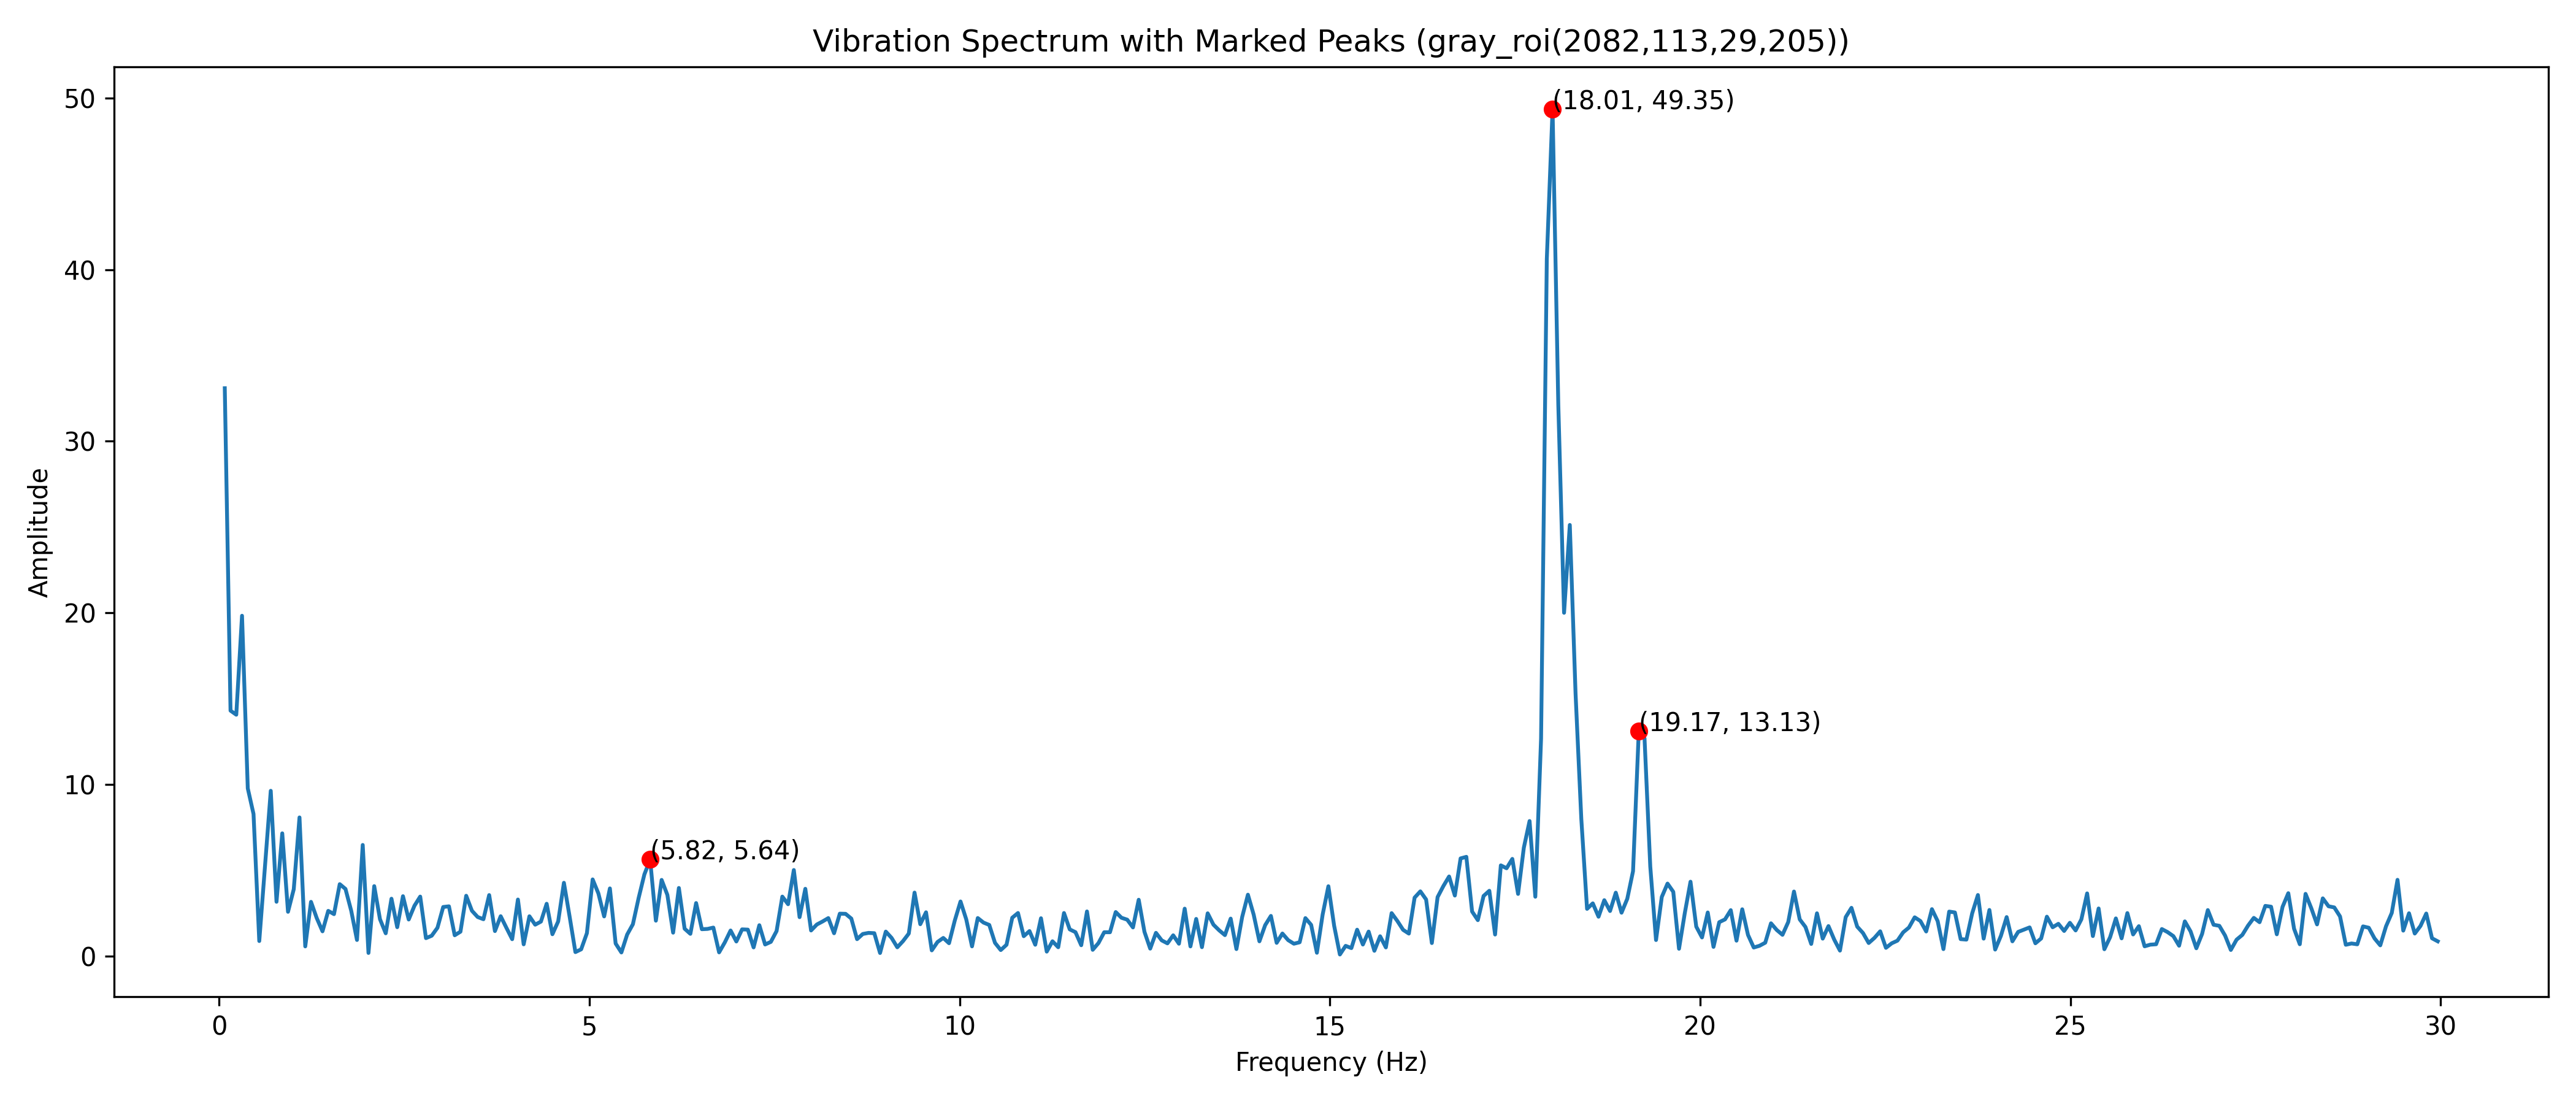 Vibration Spectrum with Marked Peaks (gray_roi(2082,113,29,205))
50
40
30
20
10
0
Amplitude
(18.01, 49.35)
(19.17, 13.13)
(5.82, 5.64)
0 5 10 15 20 25 30
Frequency (Hz)